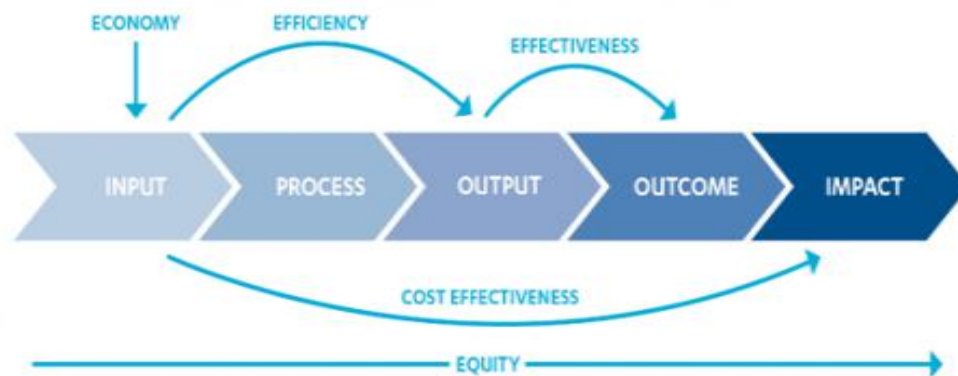 ECONOMY
EFFICIENCY
EFFECTIVENESS
INPUT
PROCESS
OUTPUT
OUTCOME
IMPACT
COST EFFECTIVENESS
EQUITY